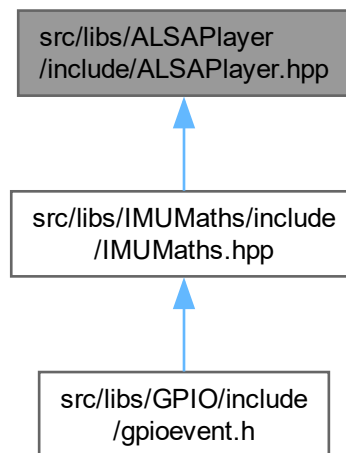 src/libs/ALSAPlayer
/include/ALSAPlayer.hpp
src/libs/IMUMaths/include
/IMUMaths.hpp
src/libs/GPIO/include
/gpioevent.h